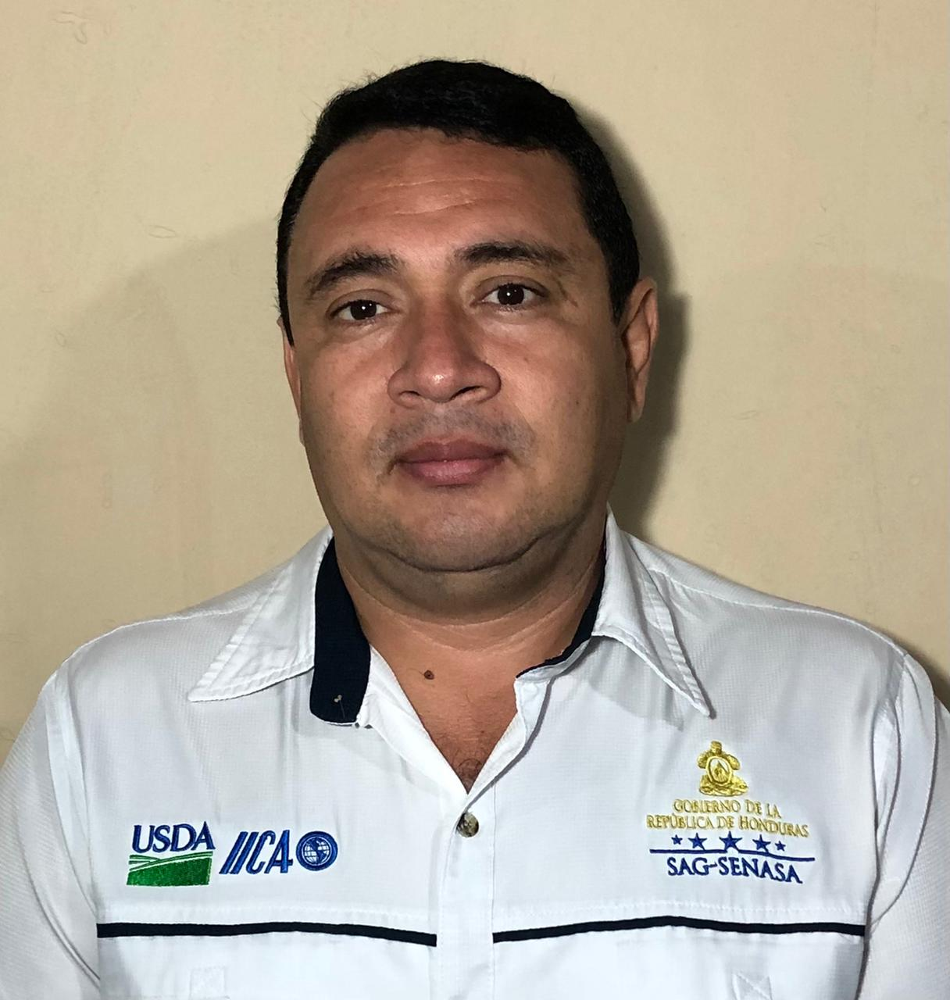 USDA IICA
GOBIERNO DE LA
REPÚBLICA DE HONDURAS
SAG-SENASA